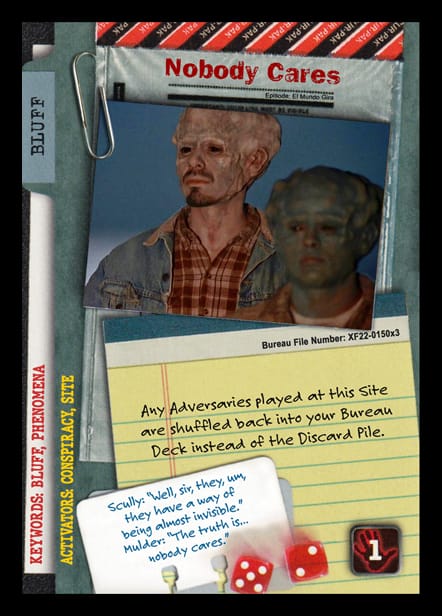 Nobody Cares
Episode: El Mundo Gira
BLUFF
Bureau File Number: XF22-0150x3
Any Adversaries played at this Site
are shuffled back into your Bureau
Deck instead of the Discard Pile.
Scully: "Well, sir, they, um,
they have a way of
being almost invisible."
Mulder: "The truth is...
nobody cares."
1
KEYWORDS: BLUFF, PHENOMENA
ACTIVATORS: CONSPIRACY, SITE